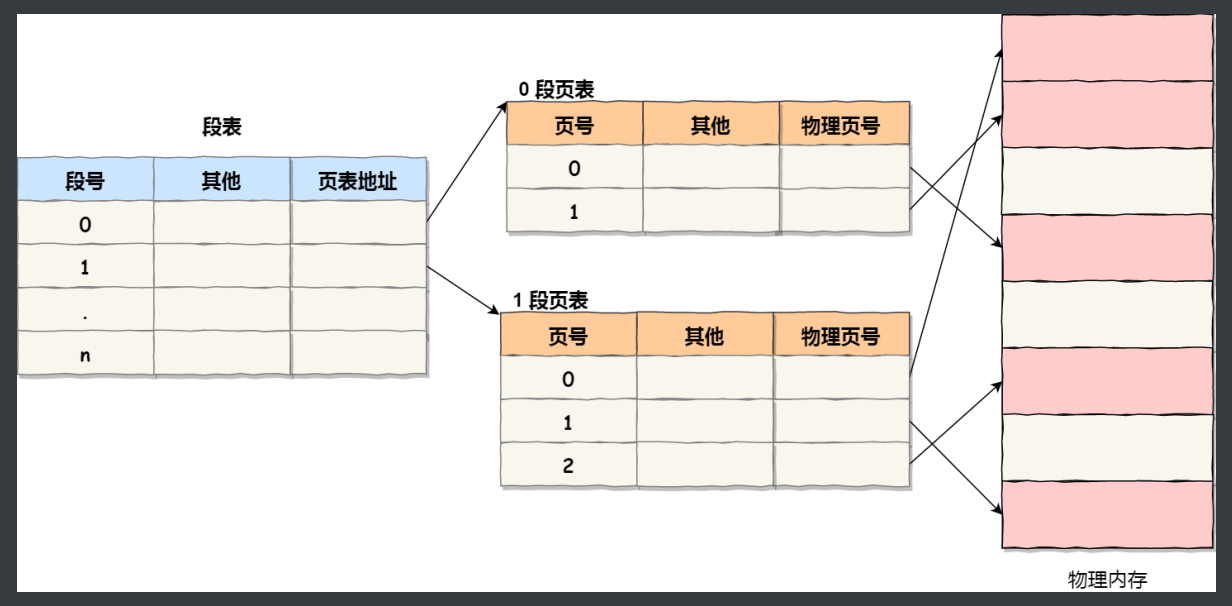 段表
段号 其他 页表地址
0
1
.
n
0 段页表
页号 其他 物理页号
0
1
1 段页表
页号 其他 物理页号
0
1
2
物理内存